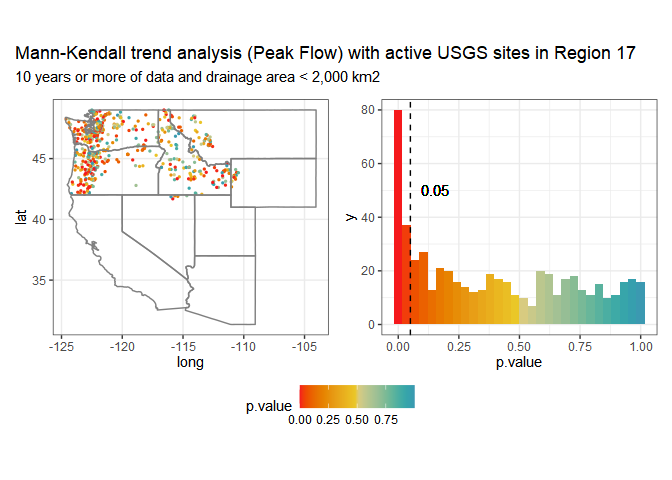 Mann-Kendall trend analysis (Peak Flow) with active USGS sites in Region 17
10 years or more of data and drainage area < 2,000 km2
45
40
35
lat
-125 -120 -115 -110 -105
long
80
60
40
20
0
y
0.05
0.00 0.25 0.50 0.75 1.00
p.value
p.value
0.00 0.25 0.50 0.75